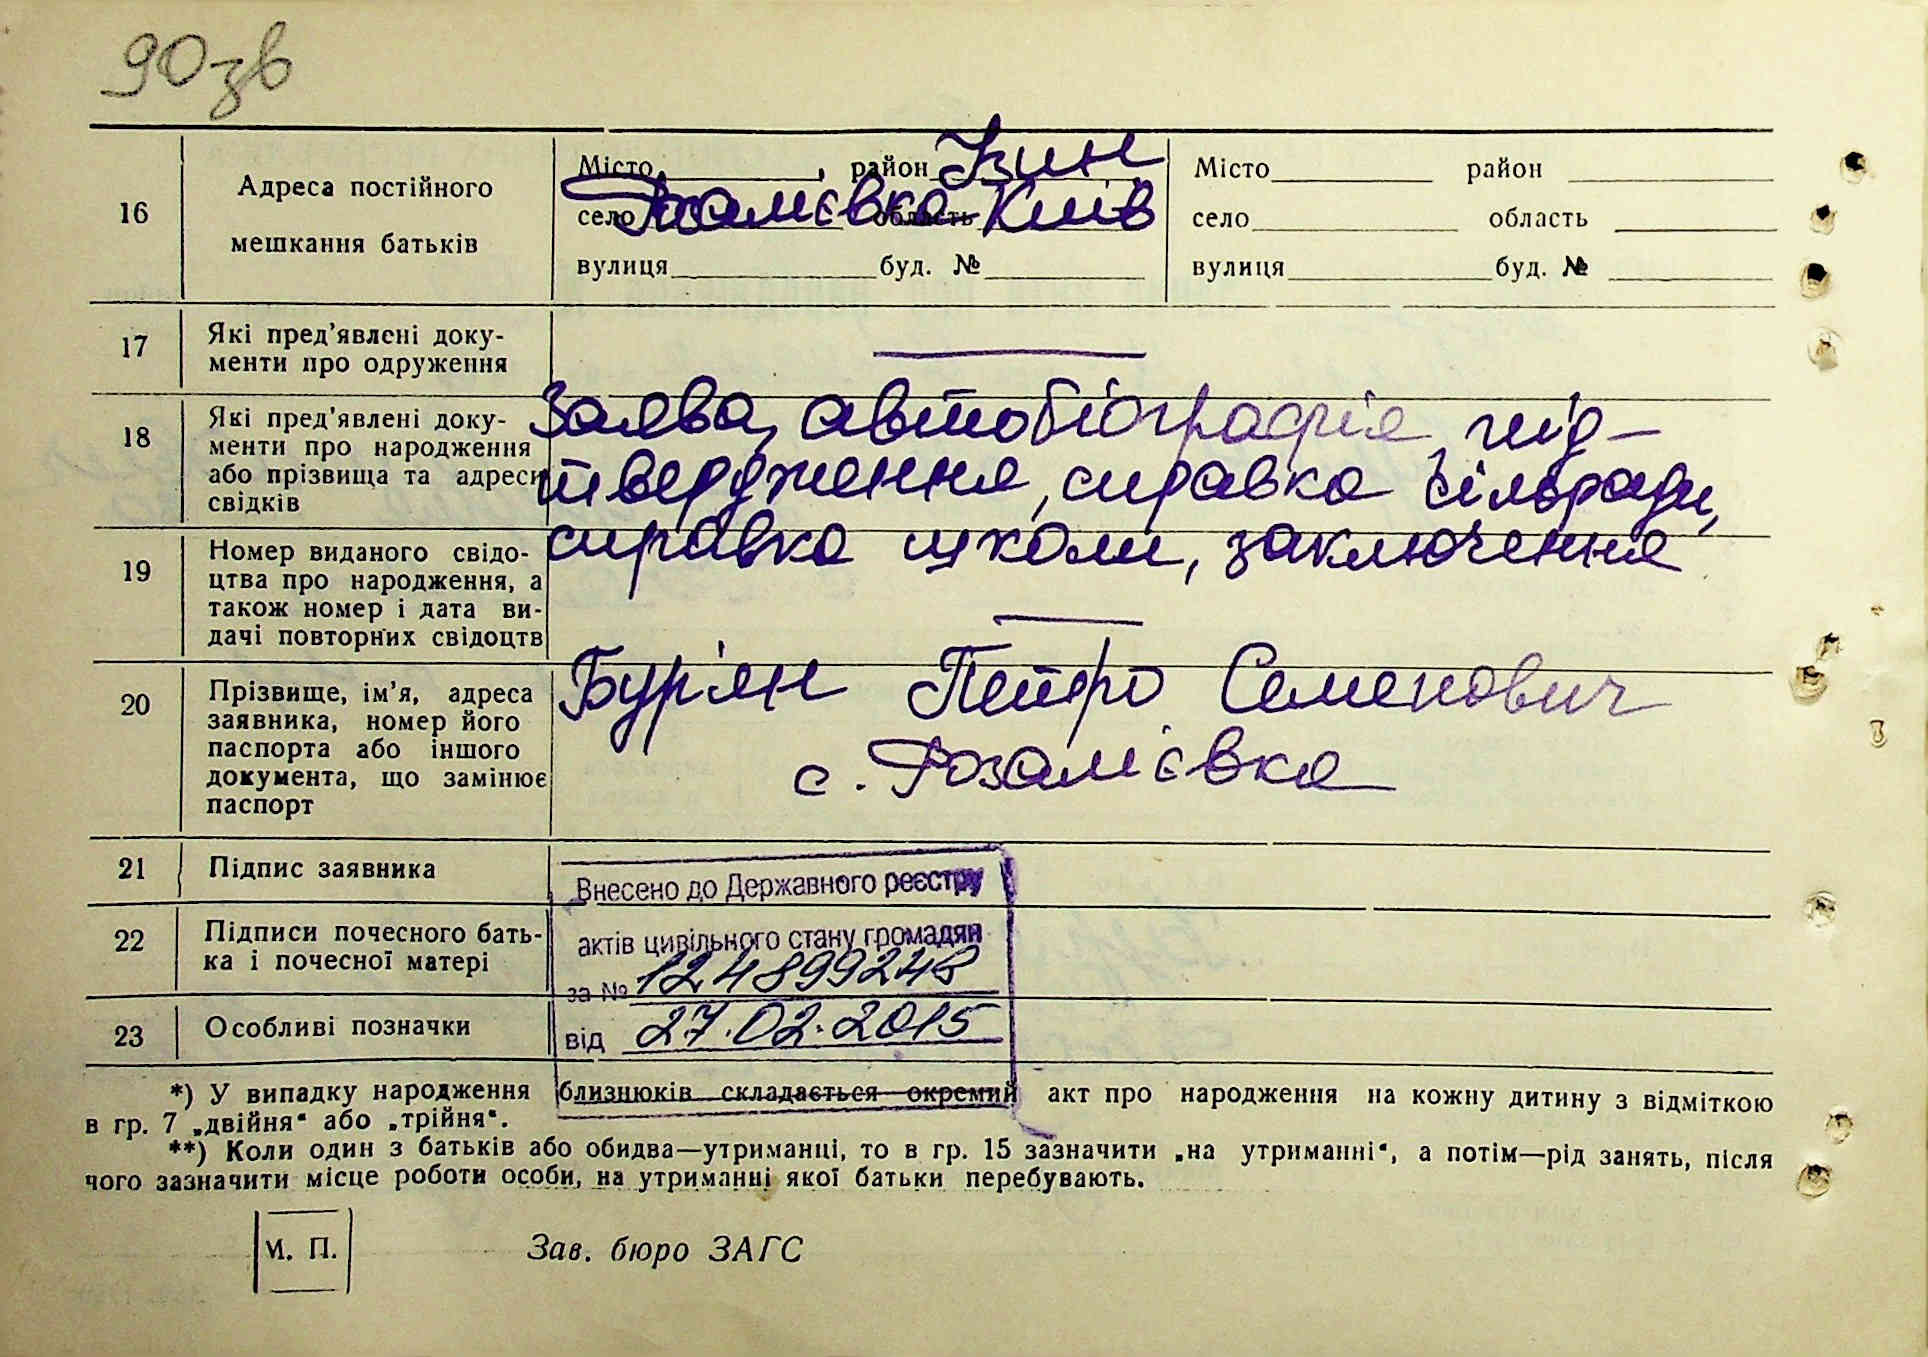 90зв
16 Адреса постійного мешкання батьків
Місто , район Узин
село Розаліївка область Київ
вулиця буд. №
Місто район
село область
вулиця буд. №
17 Які пред'явлені доку-
менти про одруження
18 Які пред'явлені доку-
менти про народження
або прізвища та адреси
свідків
Заява, автобіографія, під-
твердження, справка сільради,
справка школи, заключення
19 Номер виданого свідо-
цтва про народження, а
також номер і дата ви-
дачі повторних свідоцтв
20 Прізвище, ім'я, адреса
заявника, номер його
паспорта або іншого
документа, що замінює
паспорт
Бур'ян Петро Семенович
с. Розаліївка
21 Підпис заявника
22 Підписи почесного бать-
ка і почесної матері
23 Особливі позначки
Внесено до Державного реєстру
актів цивільного стану громадян
за № 124899248
від 27.02.2015
*) У випадку народження близнюків складається окремий акт про народження на кожну дитину з відміткою
в гр. 7 „двійня“ або „трійня“.
**) Коли один з батьків або обидва—утриманці, то в гр. 15 зазначити „на утриманні“, а потім—рід занять, після
чого зазначити місце роботи особи, на утриманні якої батьки перебувають.
М. П.
Зав. бюро ЗАГС